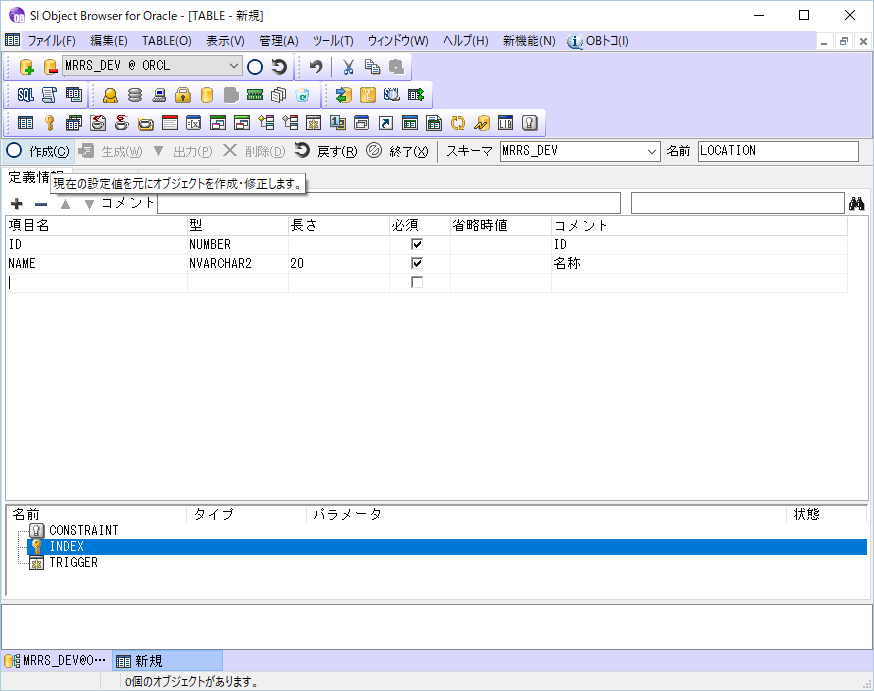 SI Object Browser for Oracle - [TABLE - 新規]
ファイル(F) 編集(E) TABLE(O) 表示(V) 管理(A) ツール(T) ウィンドウ(W) ヘルプ(H) 新機能(N) OBトコ(I)
MRRS_DEV @ ORCL
SQL
LIB
作成(C) 生成(W) 出力(P) 削除(D) 戻す(R) 終了(X) スキーマ MRRS_DEV 名前 LOCATION
定義情報
現在の設定値を元にオブジェクトを作成・修正します。
コメント
項目名 型 長さ 必須 省略時値 コメント
ID NUMBER ID
NAME NVARCHAR2 20 名称
名前 タイプ パラメータ 状態
CONSTRAINT
INDEX
TRIGGER
MRRS_DEV@O… 新規
0個のオブジェクトがあります。